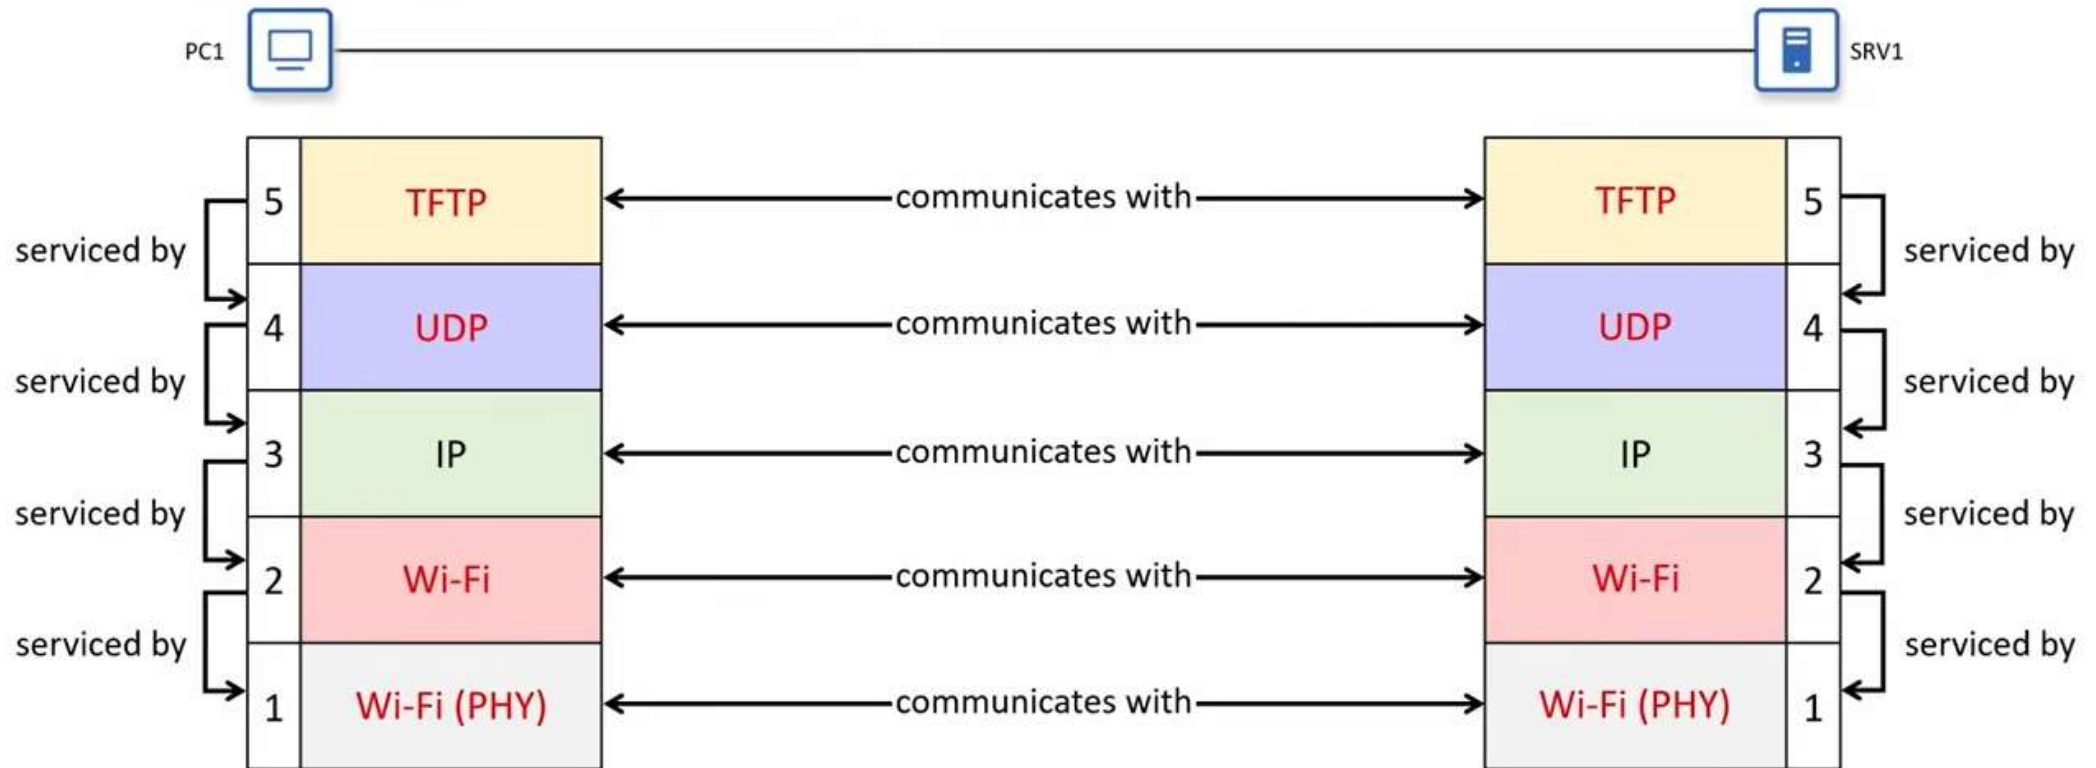 PC1
SRV1
5 TFTP communicates with TFTP 5
serviced by serviced by
4 UDP communicates with UDP 4
serviced by serviced by
3 IP communicates with IP 3
serviced by serviced by
2 Wi-Fi communicates with Wi-Fi 2
serviced by serviced by
1 Wi-Fi (PHY) communicates with Wi-Fi (PHY) 1